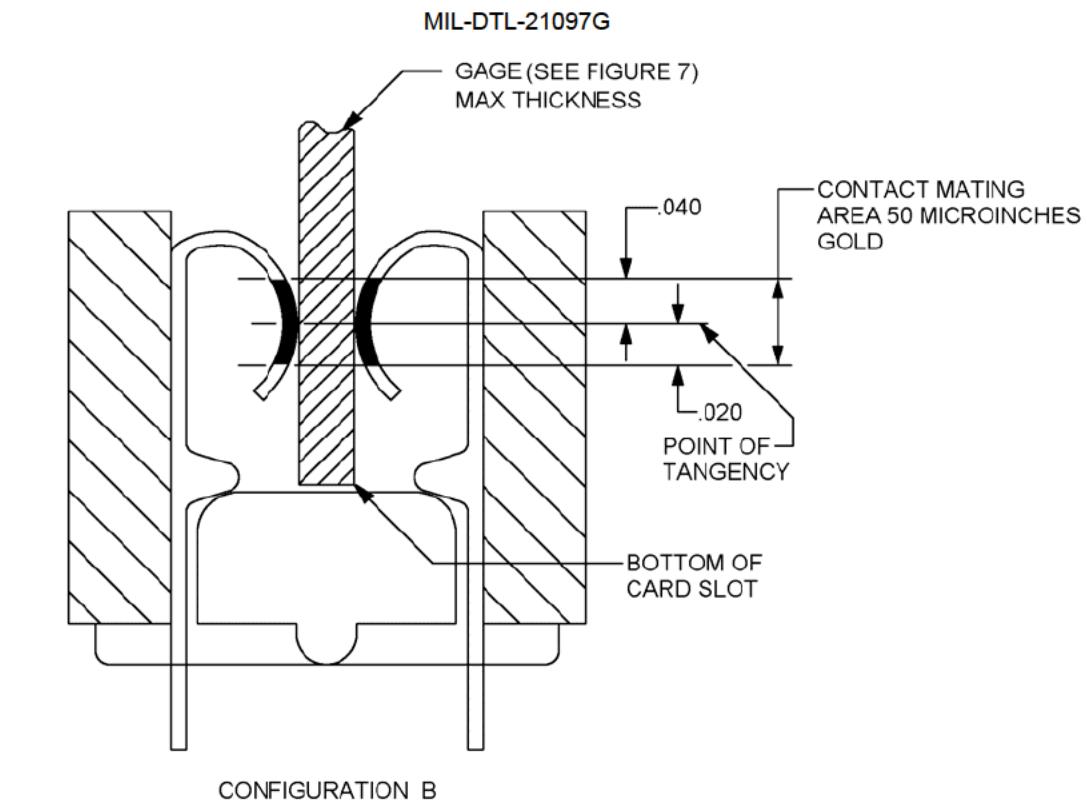 MIL-DTL-21097G
GAGE (SEE FIGURE 7)
MAX THICKNESS
.040
CONTACT MATING
AREA 50 MICROINCHES
GOLD
.020
POINT OF
TANGENCY
BOTTOM OF
CARD SLOT
CONFIGURATION B